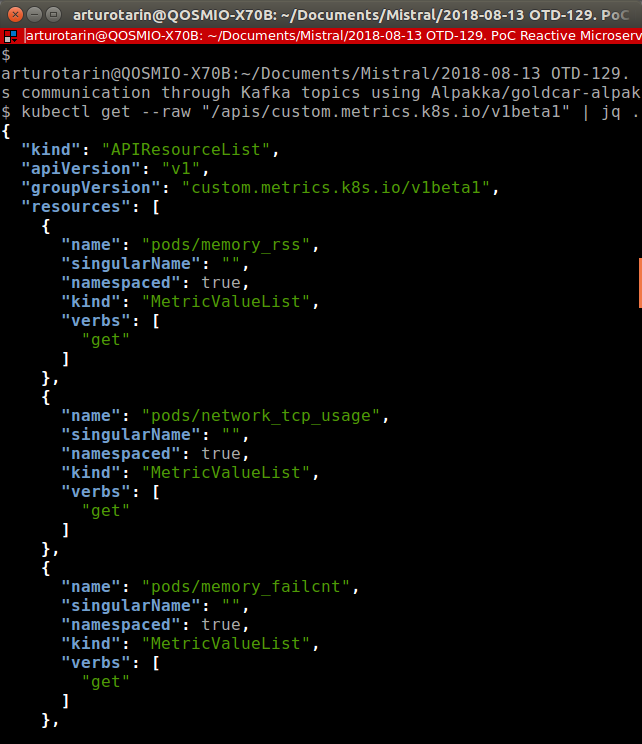 arturotarin@QOSMIO-X70B: ~/Documents/Mistral/2018-08-13 OTD-129. PoC
arturotarin@QOSMIO-X70B: ~/Documents/Mistral/2018-08-13 OTD-129. PoC Reactive Microserv
$
arturotarin@QOSMIO-X70B:~/Documents/Mistral/2018-08-13 OTD-129.
s communication through Kafka topics using Alpakka/goldcar-alpak
$ kubectl get --raw "/apis/custom.metrics.k8s.io/v1beta1" | jq .
{
  "kind": "APIResourceList",
  "apiVersion": "v1",
  "groupVersion": "custom.metrics.k8s.io/v1beta1",
  "resources": [
    {
      "name": "pods/memory_rss",
      "singularName": "",
      "namespaced": true,
      "kind": "MetricValueList",
      "verbs": [
        "get"
      ]
    },
    {
      "name": "pods/network_tcp_usage",
      "singularName": "",
      "namespaced": true,
      "kind": "MetricValueList",
      "verbs": [
        "get"
      ]
    },
    {
      "name": "pods/memory_failcnt",
      "singularName": "",
      "namespaced": true,
      "kind": "MetricValueList",
      "verbs": [
        "get"
      ]
    },